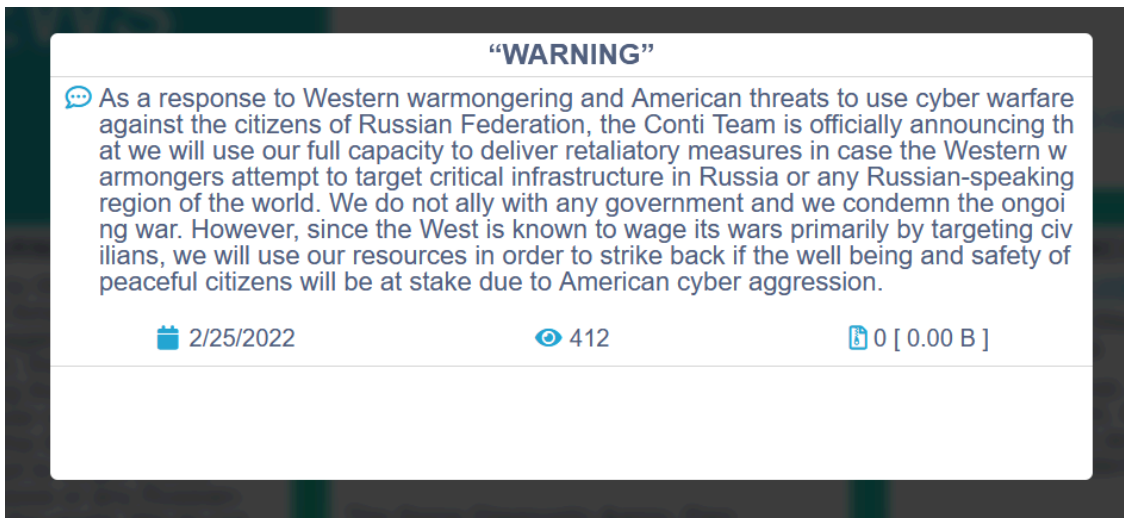 “WARNING”
As a response to Western warmongering and American threats to use cyber warfare
against the citizens of Russian Federation, the Conti Team is officially announcing th
at we will use our full capacity to deliver retaliatory measures in case the Western w
armongers attempt to target critical infrastructure in Russia or any Russian-speaking
region of the world. We do not ally with any government and we condemn the ongoi
ng war. However, since the West is known to wage its wars primarily by targeting civ
ilians, we will use our resources in order to strike back if the well being and safety of
peaceful citizens will be at stake due to American cyber aggression.
2/25/2022 412 0 [ 0.00 B ]